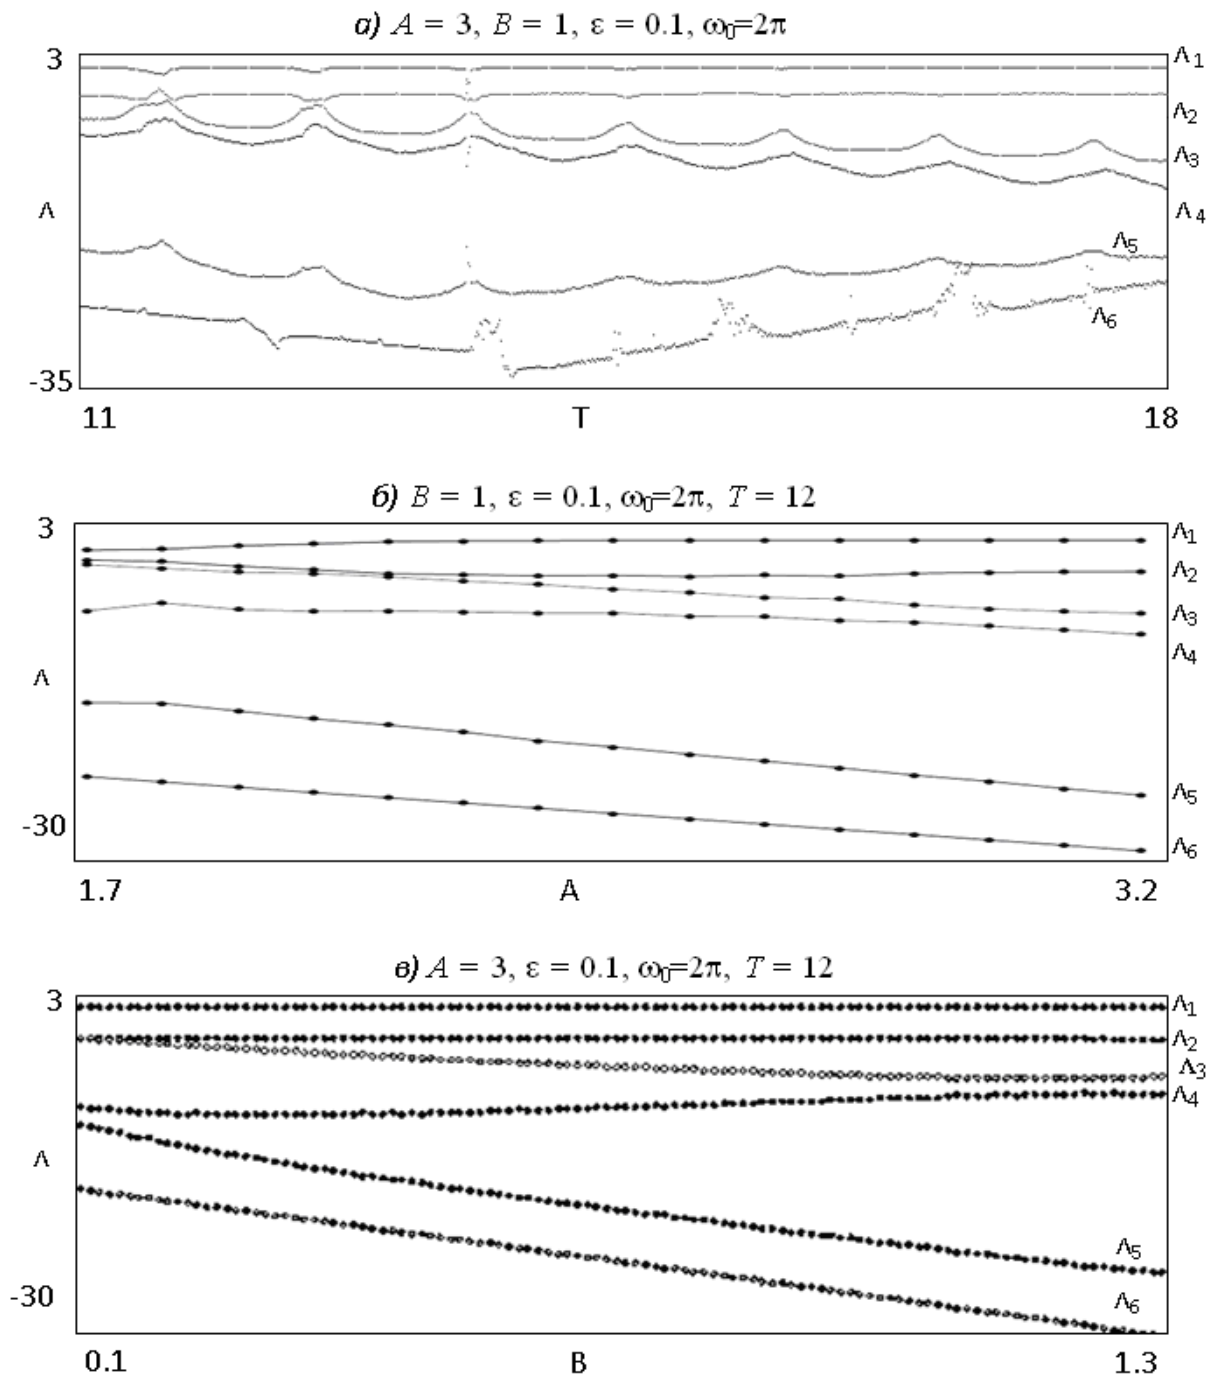 а) A = 3, B = 1, ε = 0.1, ω₀=2π
3
Λ₁
Λ₂
Λ₃
Λ
Λ₄
Λ₅
Λ₆
-35
11
T
18
б) B = 1, ε = 0.1, ω₀=2π, T = 12
3
Λ₁
Λ₂
Λ₃
Λ₄
Λ
Λ₅
-30
Λ₆
1.7
A
3.2
в) A = 3, ε = 0.1, ω₀=2π, T = 12
3
Λ₁
Λ₂
Λ₃
Λ₄
Λ
Λ₅
-30
Λ₆
0.1
B
1.3